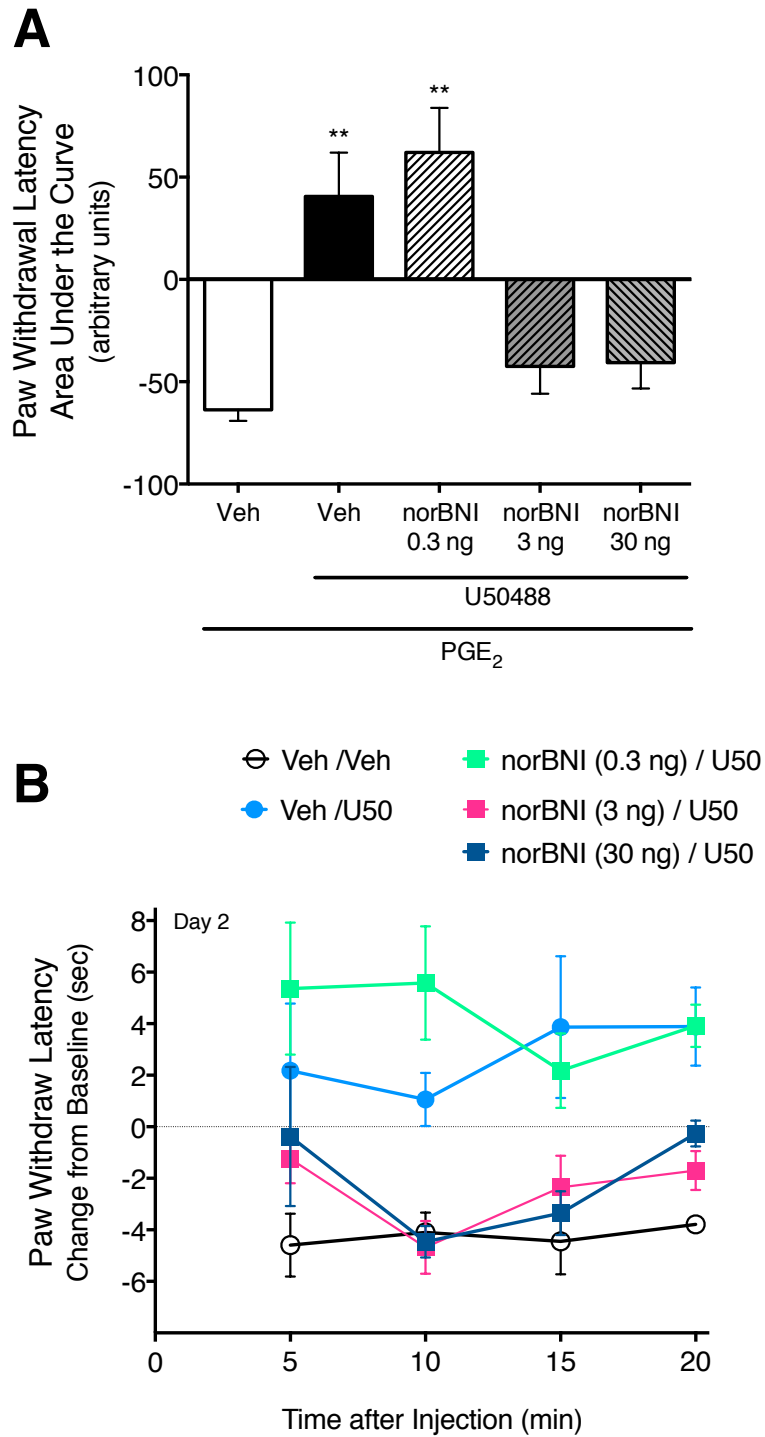 A
Paw Withdrawal Latency
Area Under the Curve
(arbitrary units)
100
50
0
-50
-100
**
**
Veh
Veh
norBNI
0.3 ng
norBNI
3 ng
norBNI
30 ng
U50488
PGE2
B
Veh /Veh
Veh /U50
norBNI (0.3 ng) / U50
norBNI (3 ng) / U50
norBNI (30 ng) / U50
Day 2
Paw Withdraw Latency
Change from Baseline (sec)
8
6
4
2
0
-2
-4
-6
0 5 10 15 20
Time after Injection (min)